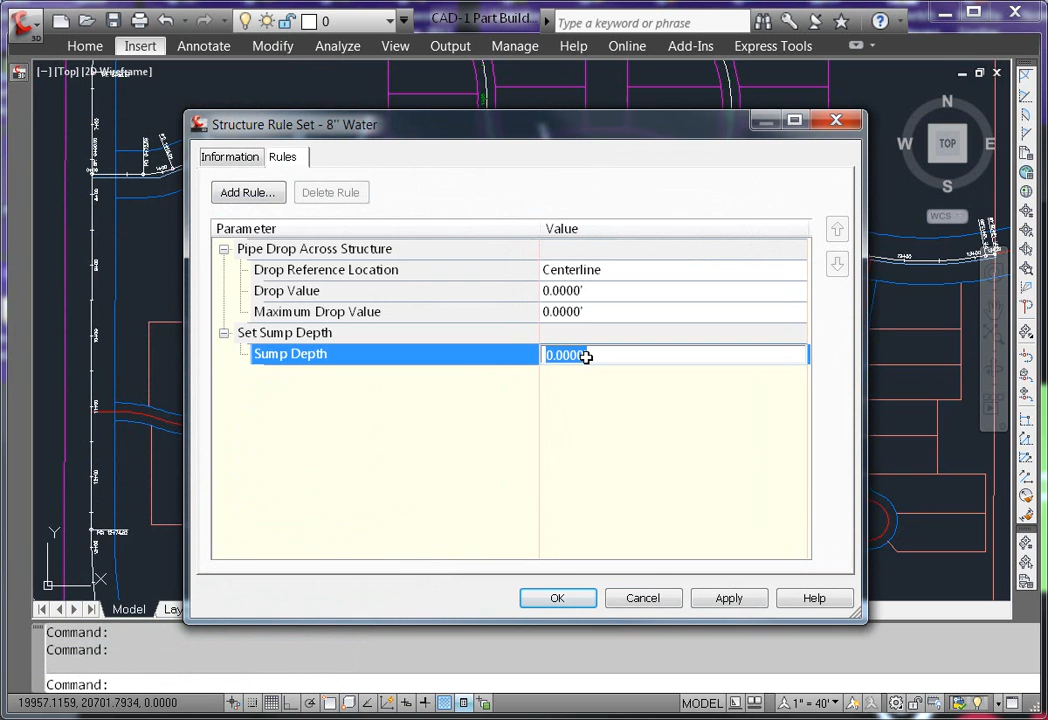 0
CAD-1 Part Build...
Type a keyword or phrase
3D
Home Insert Annotate Modify Analyze View Output Manage Help Online Add-Ins Express Tools
[−] [Top] [2D Wireframe]
Structure Rule Set - 8" Water
Information Rules
Add Rule... Delete Rule
Parameter Value
Pipe Drop Across Structure
Drop Reference Location Centerline
Drop Value 0.0000'
Maximum Drop Value 0.0000'
Set Sump Depth
Sump Depth 0.0000
OK Cancel Apply Help
N
W TOP E
S
WCS
Y
X
Model Lay
Command:
Command:
Command:
19957.1159, 20701.7934, 0.0000 MODEL 1" = 40'